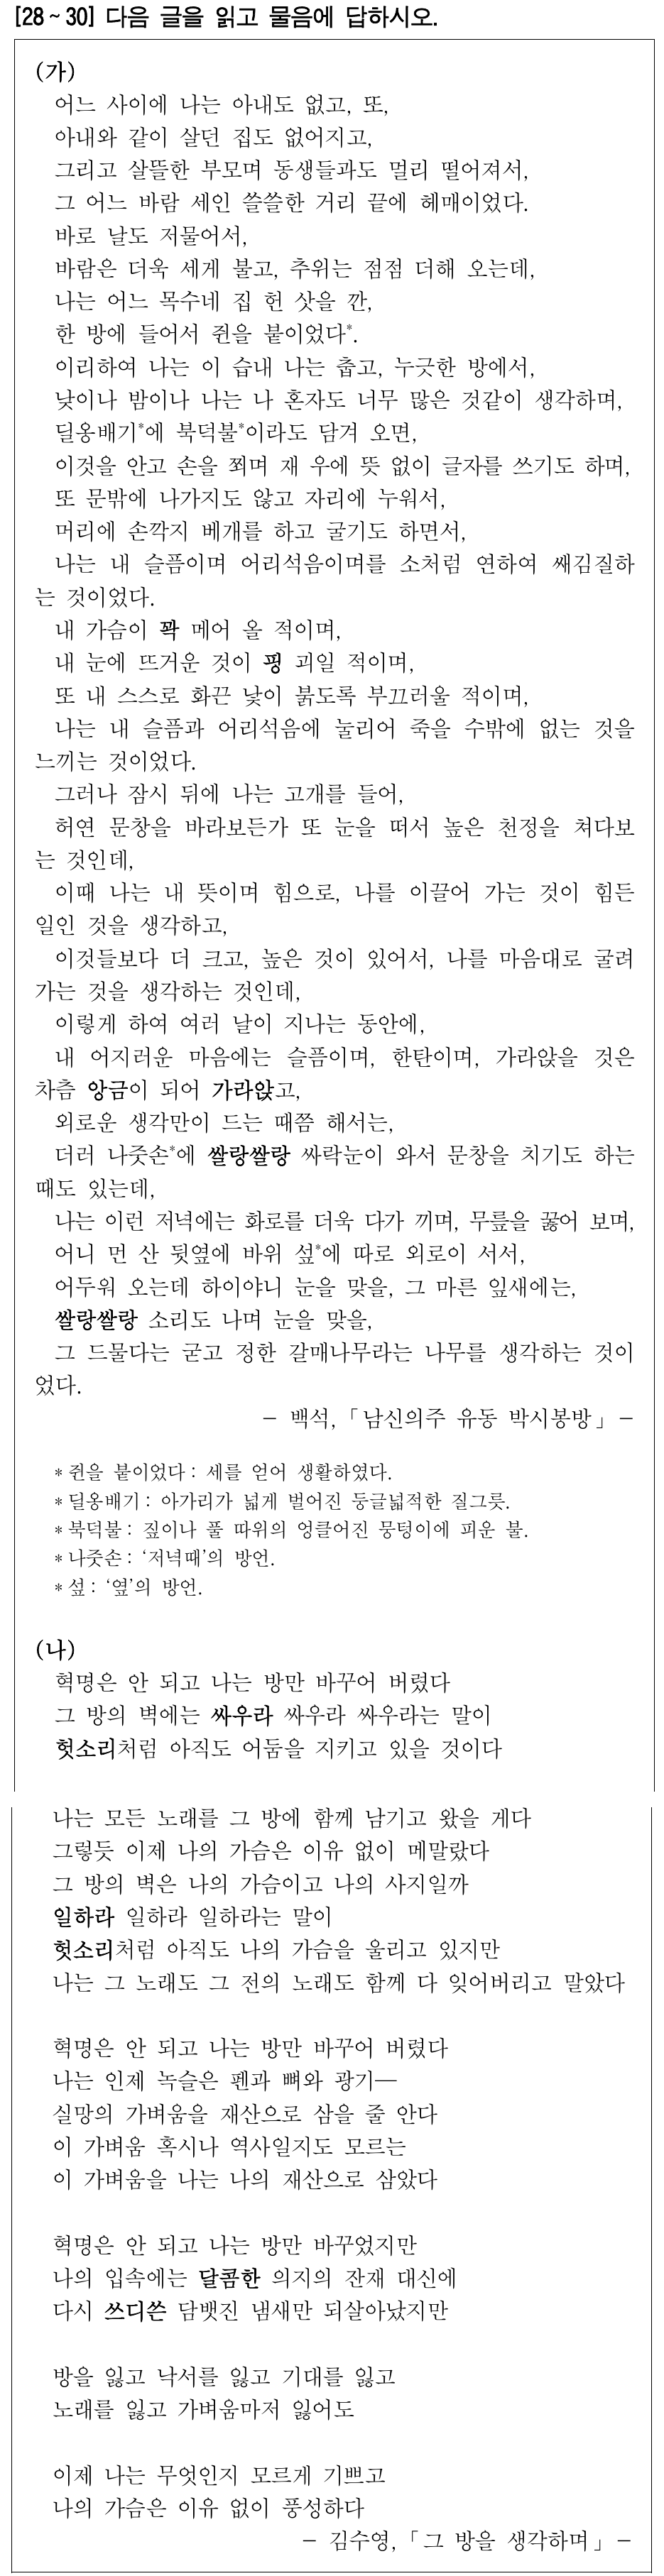 [28~30] 다음 글을 읽고 물음에 답하시오.
(가)
어느 사이에 나는 아내도 없고, 또,
아내와 같이 살던 집도 없어지고,
그리고 살뜰한 부모며 동생들과도 멀리 떨어져서,
그 어느 바람 세인 쓸쓸한 거리 끝에 헤매이었다.
바로 날도 저물어서,
바람은 더욱 세게 불고, 추위는 점점 더해 오는데,
나는 어느 목수네 집 헌 삿을 깐,
한 방에 들어서 쥔을 붙이었다*.
이리하여 나는 이 습내 나는 춥고, 누긋한 방에서,
낮이나 밤이나 나는 나 혼자도 너무 많은 것같이 생각하며,
딜옹배기*에 북덕불*이라도 담겨 오면,
이것을 안고 손을 쬐며 재 우에 뜻 없이 글자를 쓰기도 하며,
또 문밖에 나가지도 않고 자리에 누워서,
머리에 손깍지 베개를 하고 굴기도 하면서,
나는 내 슬픔이며 어리석음이며를 소처럼 연하여 쌔김질하
는 것이었다.
내 가슴이 꽉 메어 올 적이며,
내 눈에 뜨거운 것이 핑 괴일 적이며,
또 내 스스로 화끈 낯이 붉도록 부끄러울 적이며,
나는 내 슬픔과 어리석음에 눌리어 죽을 수밖에 없는 것을
느끼는 것이었다.
그러나 잠시 뒤에 나는 고개를 들어,
허연 문창을 바라보든가 또 눈을 떠서 높은 천정을 쳐다보
는 것인데,
이때 나는 내 뜻이며 힘으로, 나를 이끌어 가는 것이 힘든
일인 것을 생각하고,
이것들보다 더 크고, 높은 것이 있어서, 나를 마음대로 굴려
가는 것을 생각하는 것인데,
이렇게 하여 여러 날이 지나는 동안에,
내 어지러운 마음에는 슬픔이며, 한탄이며, 가라앉을 것은
차츰 앙금이 되어 가라앉고,
외로운 생각만이 드는 때쯤 해서는,
더러 나줏손*에 쌀랑쌀랑 싸락눈이 와서 문창을 치기도 하는
때도 있는데,
나는 이런 저녁에는 화로를 더욱 다가 끼며, 무릎을 꿇어 보며,
어니 먼 산 뒷옆에 바위 섶*에 따로 외로이 서서,
어두워 오는데 하이야니 눈을 맞을, 그 마른 잎새에는,
쌀랑쌀랑 소리도 나며 눈을 맞을,
그 드물다는 굳고 정한 갈매나무라는 나무를 생각하는 것이
었다.
- 백석, 「남신의주 유동 박시봉방」 -
* 쥔을 붙이었다 : 세를 얻어 생활하였다.
* 딜옹배기 : 아가리가 넓게 벌어진 둥글넓적한 질그릇.
* 북덕불 : 짚이나 풀 따위의 엉클어진 뭉텅이에 피운 불.
* 나줏손 : ‘저녁때’의 방언.
* 섶 : ‘옆’의 방언.
(나)
혁명은 안 되고 나는 방만 바꾸어 버렸다
그 방의 벽에는 싸우라 싸우라 싸우라는 말이
헛소리처럼 아직도 어둠을 지키고 있을 것이다
나는 모든 노래를 그 방에 함께 남기고 왔을 게다
그렇듯 이제 나의 가슴은 이유 없이 메말랐다
그 방의 벽은 나의 가슴이고 나의 사지일까
일하라 일하라 일하라는 말이
헛소리처럼 아직도 나의 가슴을 울리고 있지만
나는 그 노래도 그 전의 노래도 함께 다 잊어버리고 말았다
혁명은 안 되고 나는 방만 바꾸어 버렸다
나는 인제 녹슬은 펜과 뼈와 광기—
실망의 가벼움을 재산으로 삼을 줄 안다
이 가벼움 혹시나 역사일지도 모르는
이 가벼움을 나는 나의 재산으로 삼았다
혁명은 안 되고 나는 방만 바꾸었지만
나의 입속에는 달콤한 의지의 잔재 대신에
다시 쓰디쓴 담뱃진 냄새만 되살아났지만
방을 잃고 낙서를 잃고 기대를 잃고
노래를 잃고 가벼움마저 잃어도
이제 나는 무엇인지 모르게 기쁘고
나의 가슴은 이유 없이 풍성하다
- 김수영, 「그 방을 생각하며」 -